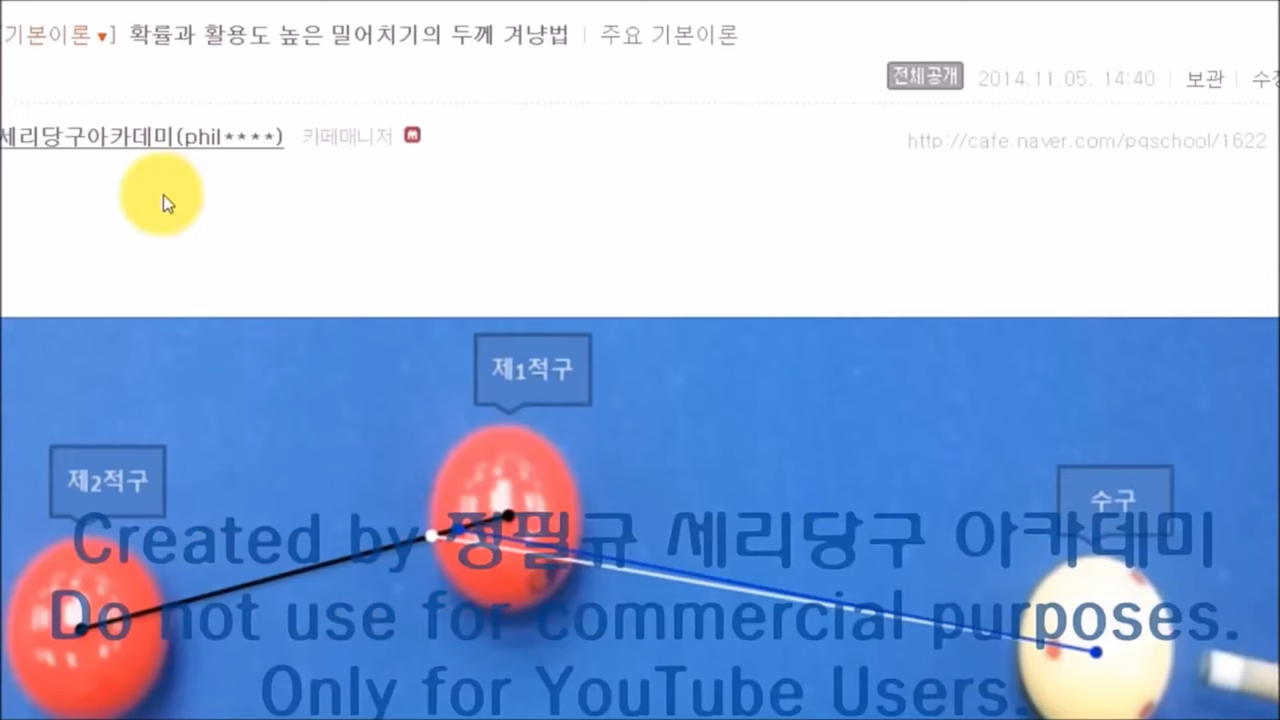 [기본이론▼] 확률과 활용도 높은 밀어치기의 두께 겨냥법 | 주요 기본이론
전체공개 2014.11.05. 14:40 | 보관 |
세리당구아카데미(phil****) 카페매니저
http://cafe.naver.com/pqschool/1622
제1적구
제2적구
수구
Created by 정필규 세리당구 아카데미
Do not use for commercial purposes.
Only for YouTube Users.